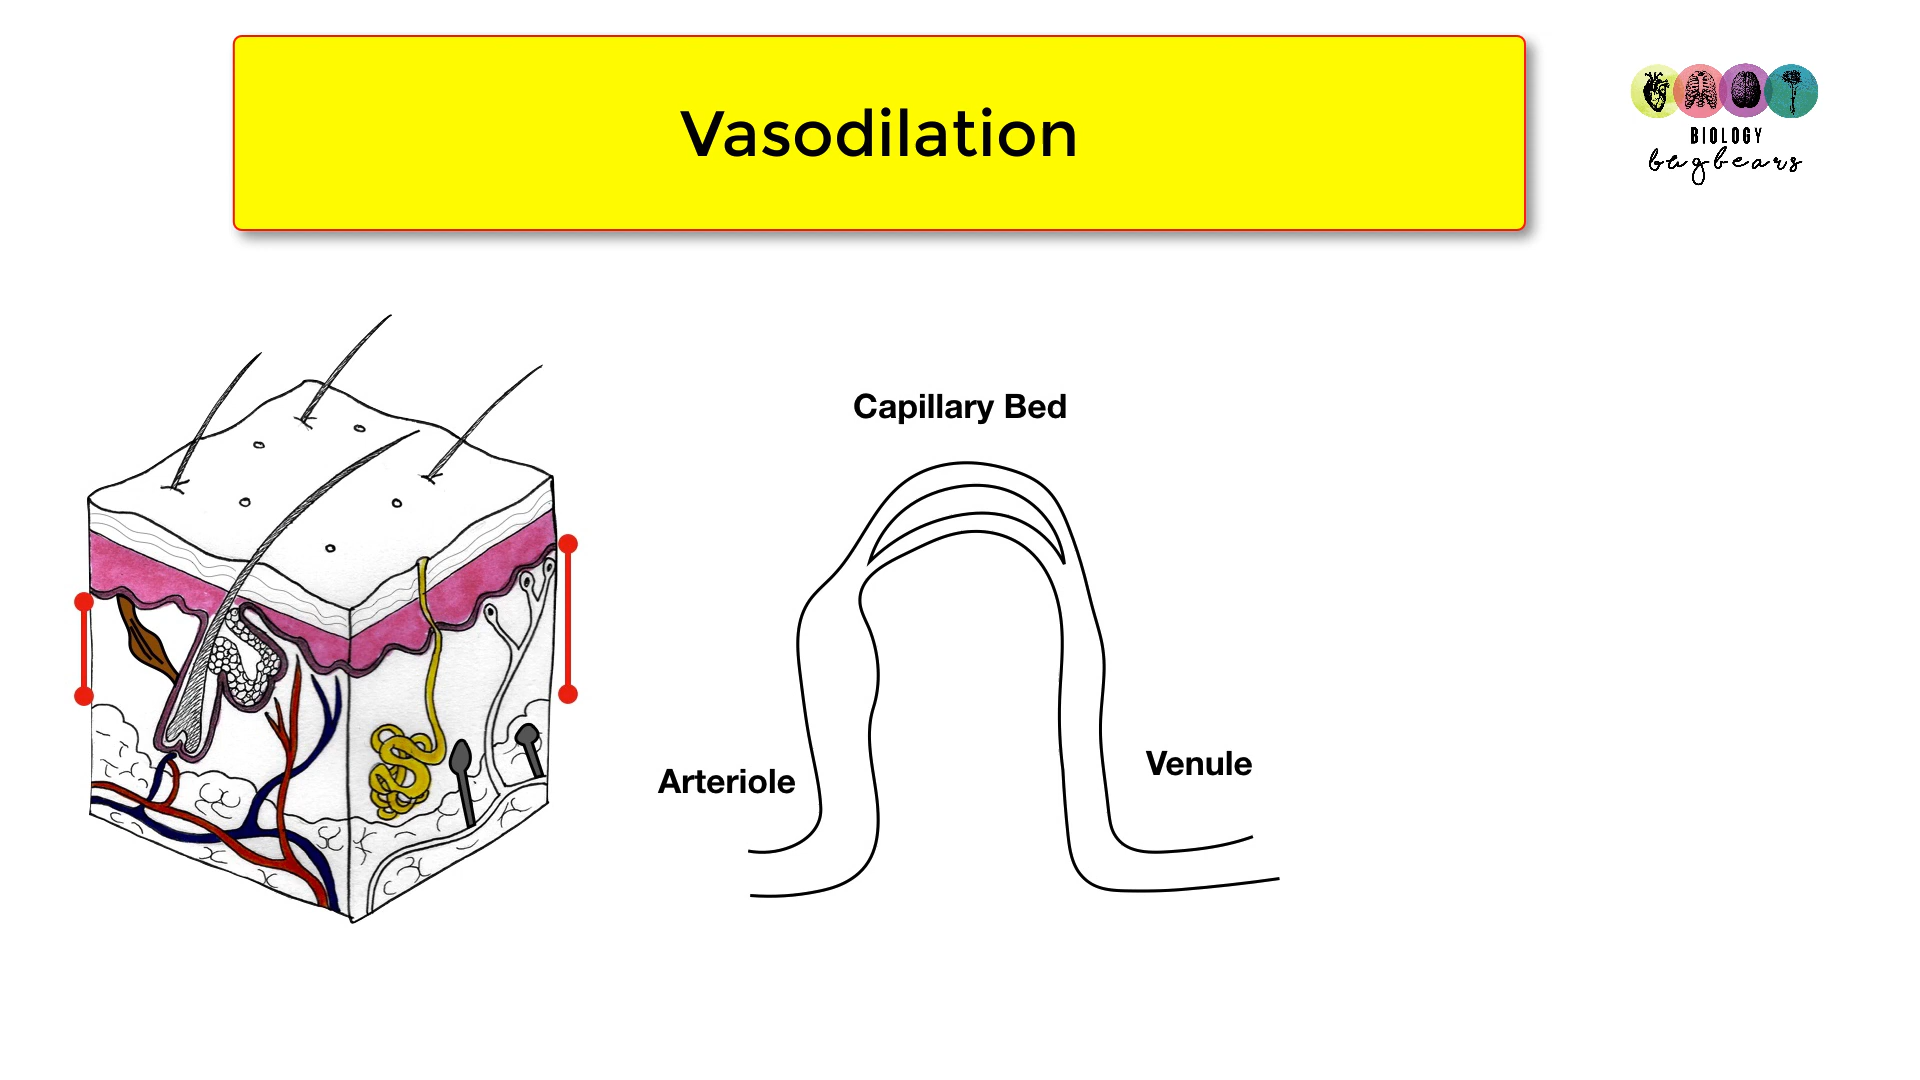 Vasodilation
BIOLOGY
bugbears
Capillary Bed
Arteriole
Venule